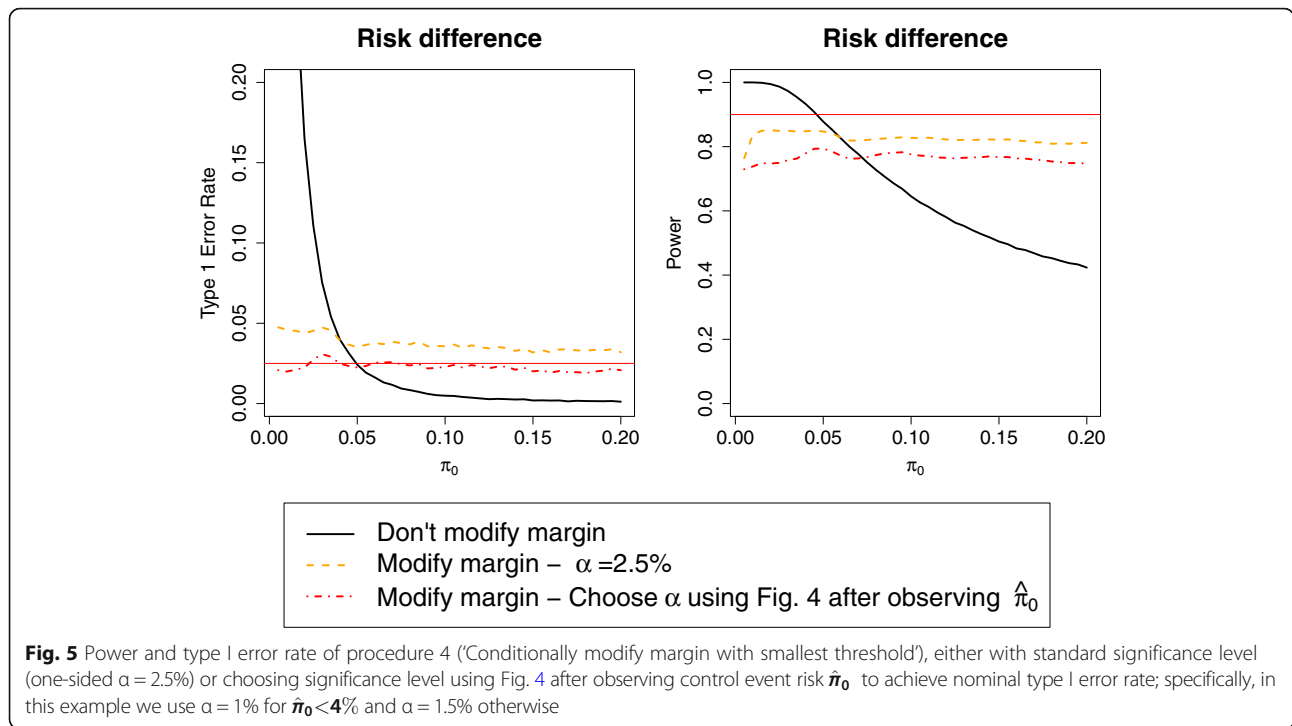 Risk difference
Risk difference
Type 1 Error Rate
0.20
0.15
0.10
0.05
0.00
0.00 0.05 0.10 0.15 0.20
π0
Power
1.0
0.8
0.6
0.4
0.2
0.0
0.00 0.05 0.10 0.15 0.20
π0
Don't modify margin
Modify margin − α =2.5%
Modify margin − Choose α using Fig. 4 after observing π̂0
Fig. 5 Power and type I error rate of procedure 4 (‘Conditionally modify margin with smallest threshold’), either with standard significance level
(one-sided α = 2.5%) or choosing significance level using Fig. 4 after observing control event risk π̂0 to achieve nominal type I error rate; specifically, in
this example we use α = 1% for π̂0<4% and α = 1.5% otherwise